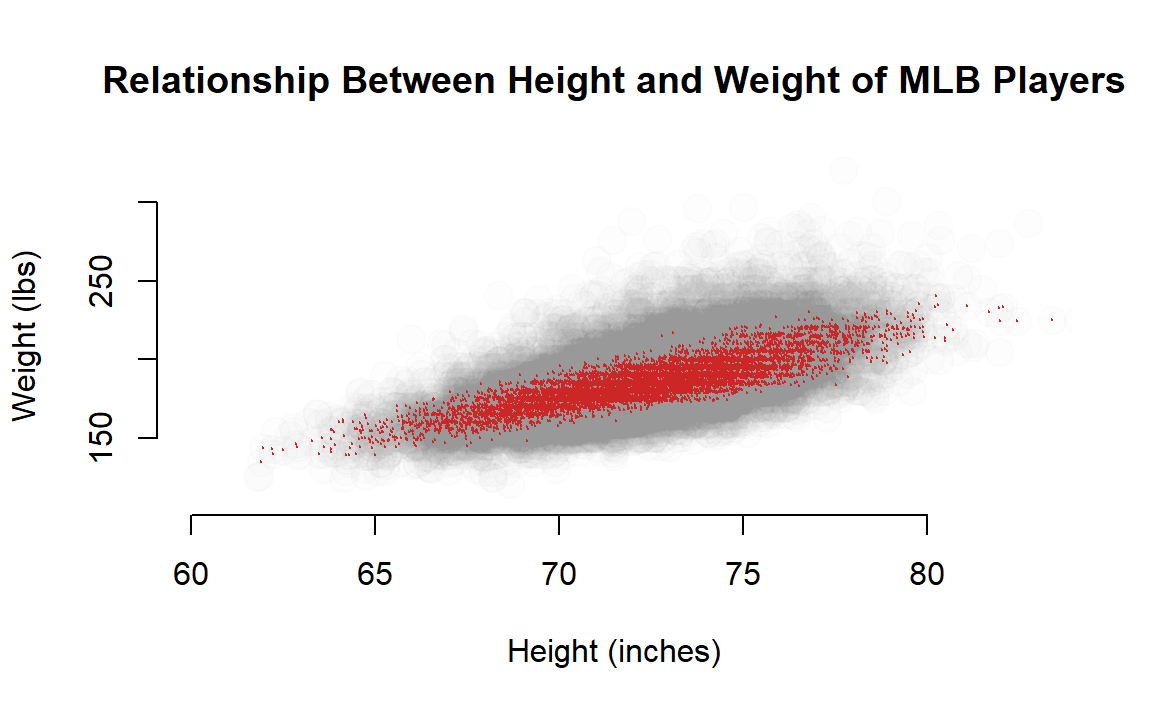 Relationship Between Height and Weight of MLB Players
Weight (lbs)
250
150
60 65 70 75 80
Height (inches)